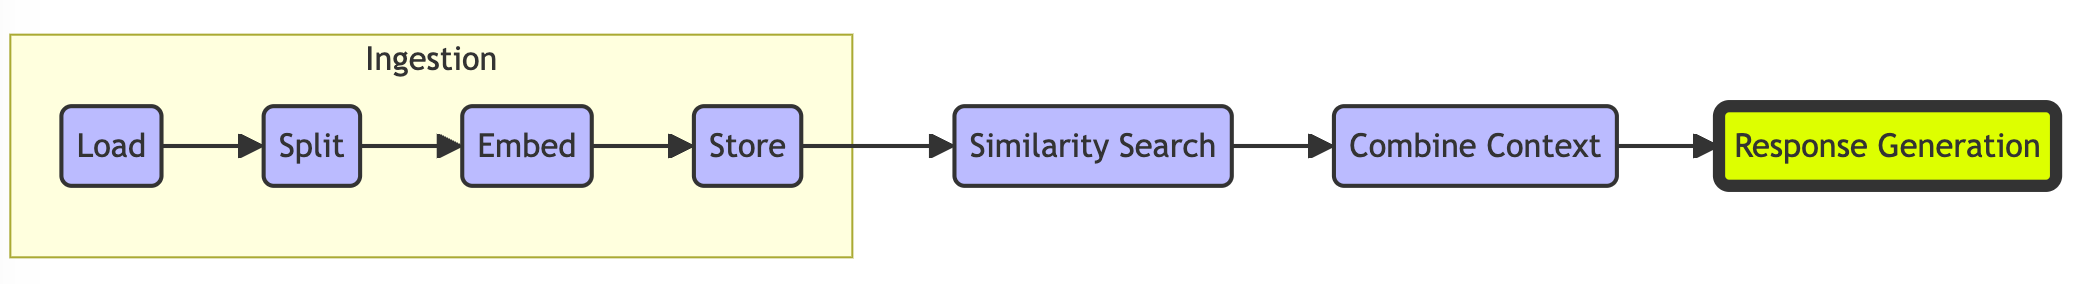 Ingestion
Load
Split
Embed
Store
Similarity Search
Combine Context
Response Generation